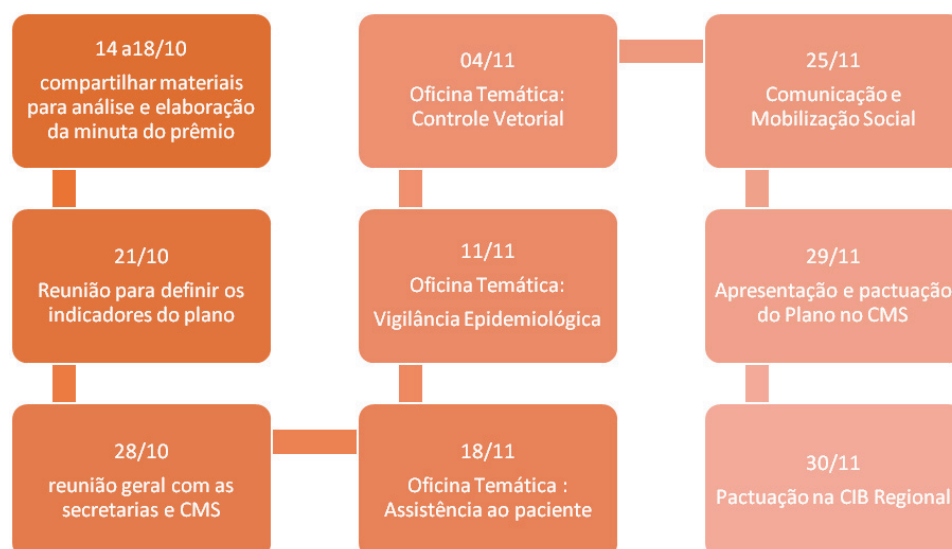 14 a18/10
compartilhar materiais
para análise e elaboração
da minuta do prêmio
21/10
Reunião para definir os
indicadores do plano
28/10
reunião geral com as
secretarias e CMS
18/11
Oficina Temática :
Assistência ao paciente
11/11
Oficina Temática:
Vigilância Epidemiológica
04/11
Oficina Temática:
Controle Vetorial
25/11
Comunicação e
Mobilização Social
29/11
Apresentação e pactuação
do Plano no CMS
30/11
Pactuação na CIB Regional